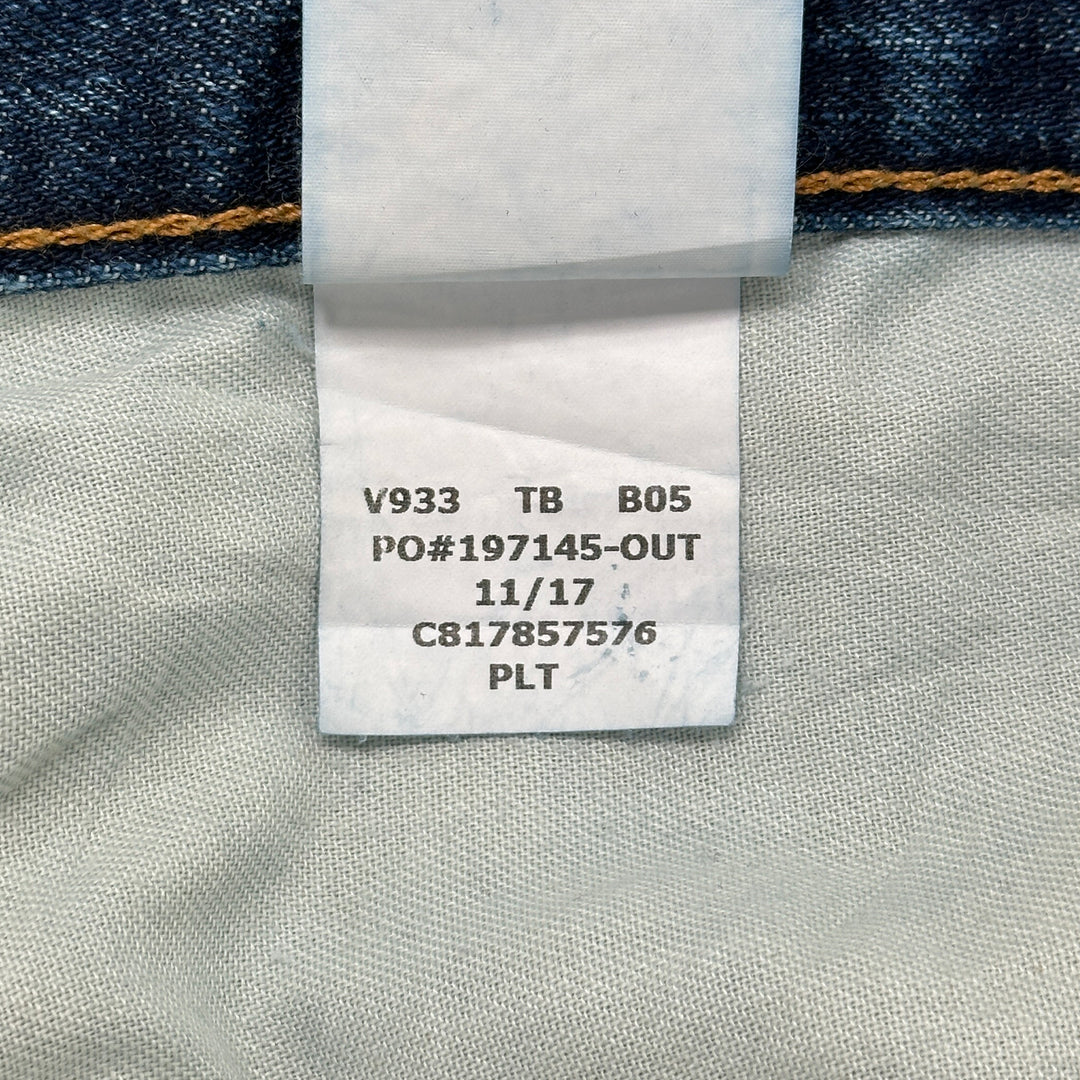 V933 TB B05
PO#197145-OUT
11/17
C817857576
PLT